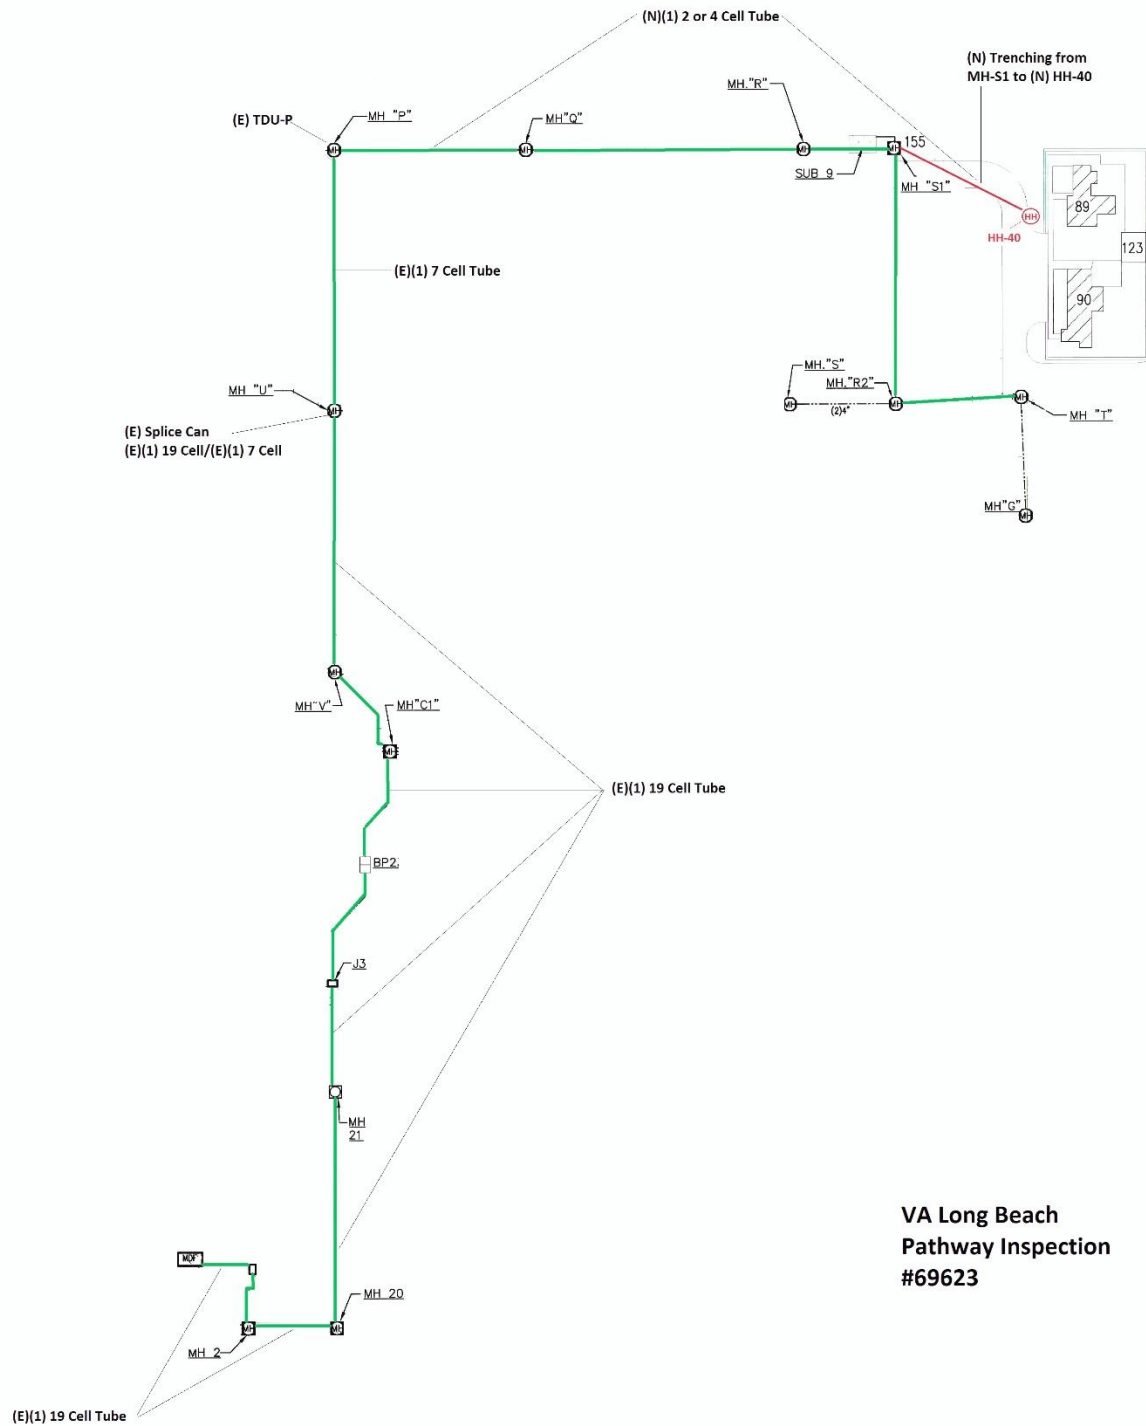 (N)(1) 2 or 4 Cell Tube
(N) Trenching from
MH-S1 to (N) HH-40
MH."R"
(E) TDU-P
MH "P"
MH"Q"
MH
MH
MH
MH
155
SUB 9
MH "S1"
HH
HH-40
89
123
90
(E)(1) 7 Cell Tube
MH."S"
MH."R2"
MH "U"
MH
MH
(2)4"
MH
MH
MH "T"
(E) Splice Can
(E)(1) 19 Cell/(E)(1) 7 Cell
MH"G"
MH
MH
MH"V"
MH"C1"
MH
(E)(1) 19 Cell Tube
BP2.
J3
MH
21
VA Long Beach
Pathway Inspection
#69623
MDF
MH 20
MH
MH
MH 2
(E)(1) 19 Cell Tube